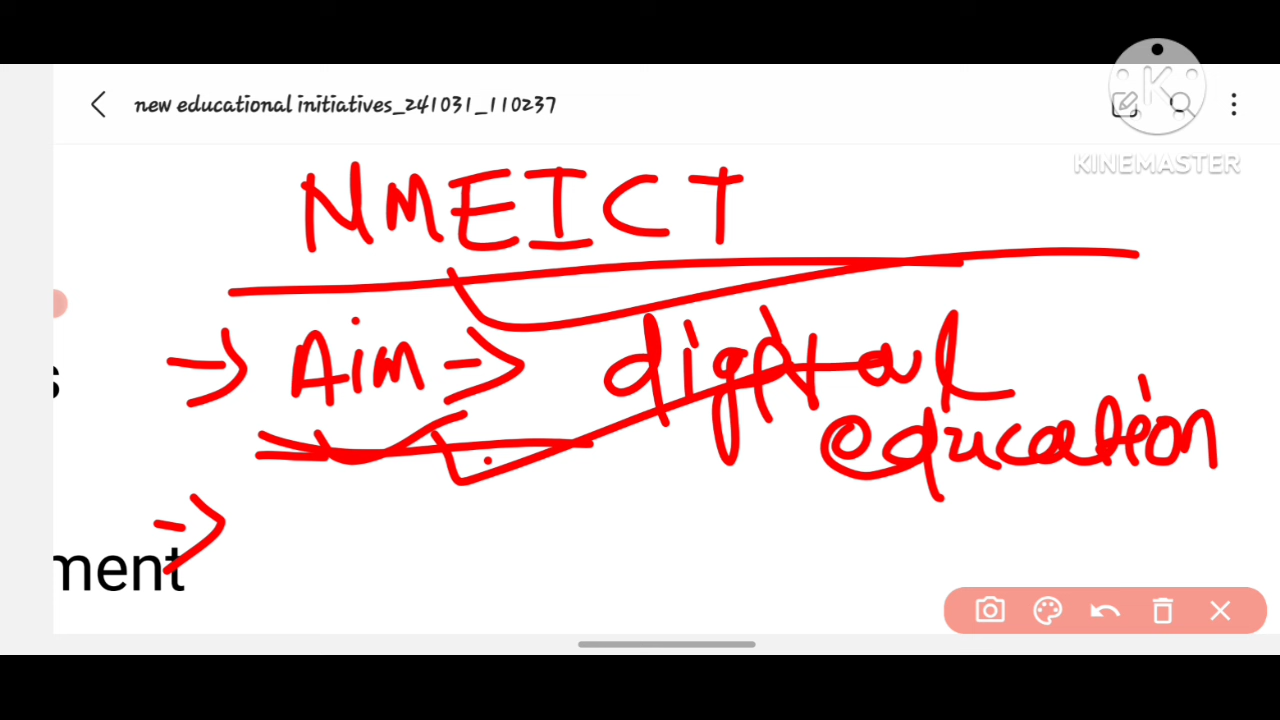 new educational initiatives_241031_110237
KINEMASTER
NMEICT
→ Aim → digital
education
s
→
ment